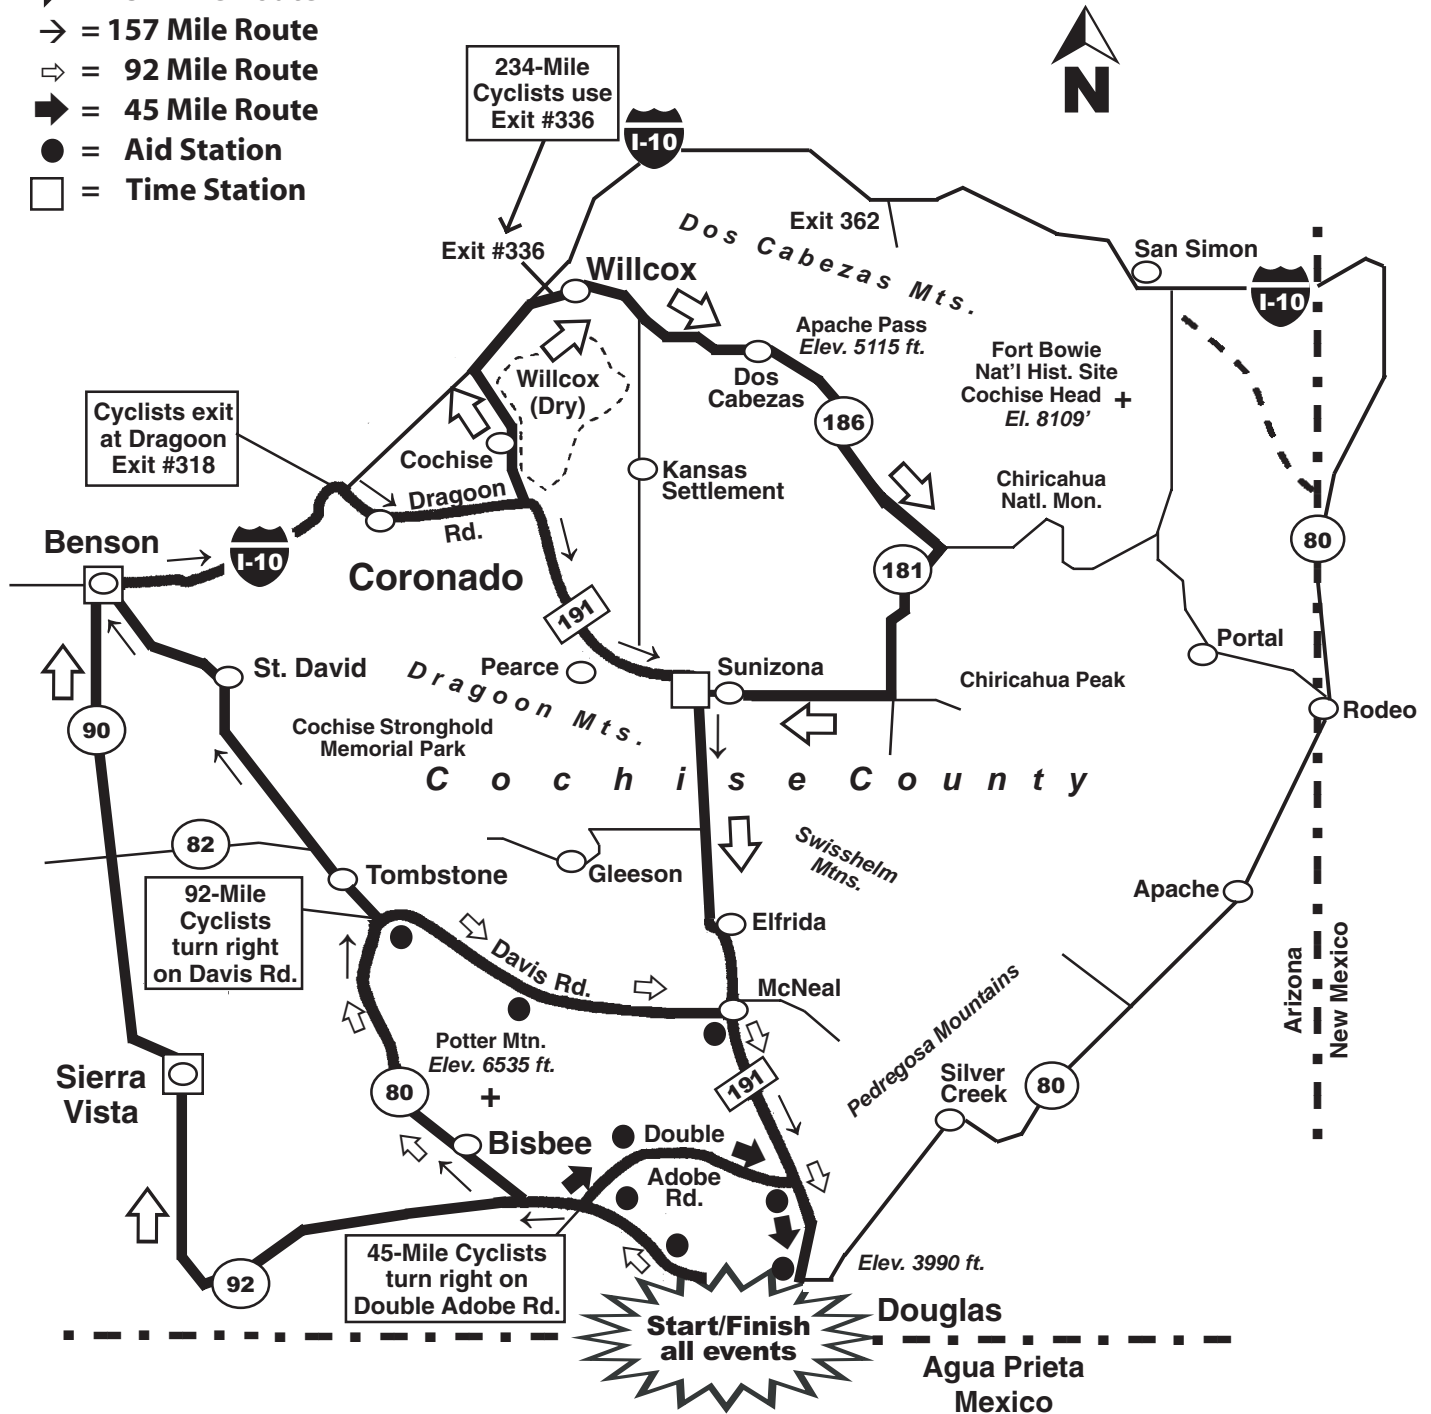 = 157 Mile Route
= 92 Mile Route
= 45 Mile Route
= Aid Station
= Time Station
234-Mile
Cyclists use
Exit #336
I-10
N
Exit #336
Willcox
Dos Cabezas Mts.
Exit 362
San Simon
I-10
Apache Pass
Elev. 5115 ft.
Fort Bowie
Nat’l Hist. Site
Cochise Head +
El. 8109’
Willcox
(Dry)
Dos
Cabezas
186
Cyclists exit
at Dragoon
Exit #318
Cochise
Kansas
Settlement
Chiricahua
Natl. Mon.
Dragoon
Rd.
80
Benson
I-10
Coronado
181
191
Portal
St. David
Pearce
Sunizona
Chiricahua Peak
Rodeo
Dragoon Mts.
90
Cochise Stronghold
Memorial Park
Cochise County
82
Swisshelm
Mtns.
Tombstone
Gleeson
92-Mile
Cyclists
turn right
on Davis Rd.
Apache
Elfrida
Davis Rd.
McNeal
Arizona
New Mexico
Pedregosa Mountains
Potter Mtn.
Elev. 6535 ft.
+
Sierra
Vista
80
191
Silver
Creek
80
Bisbee
Double
Adobe
Rd.
45-Mile Cyclists
turn right on
Double Adobe Rd.
92
Elev. 3990 ft.
Start/Finish
all events
Douglas
Agua Prieta
Mexico